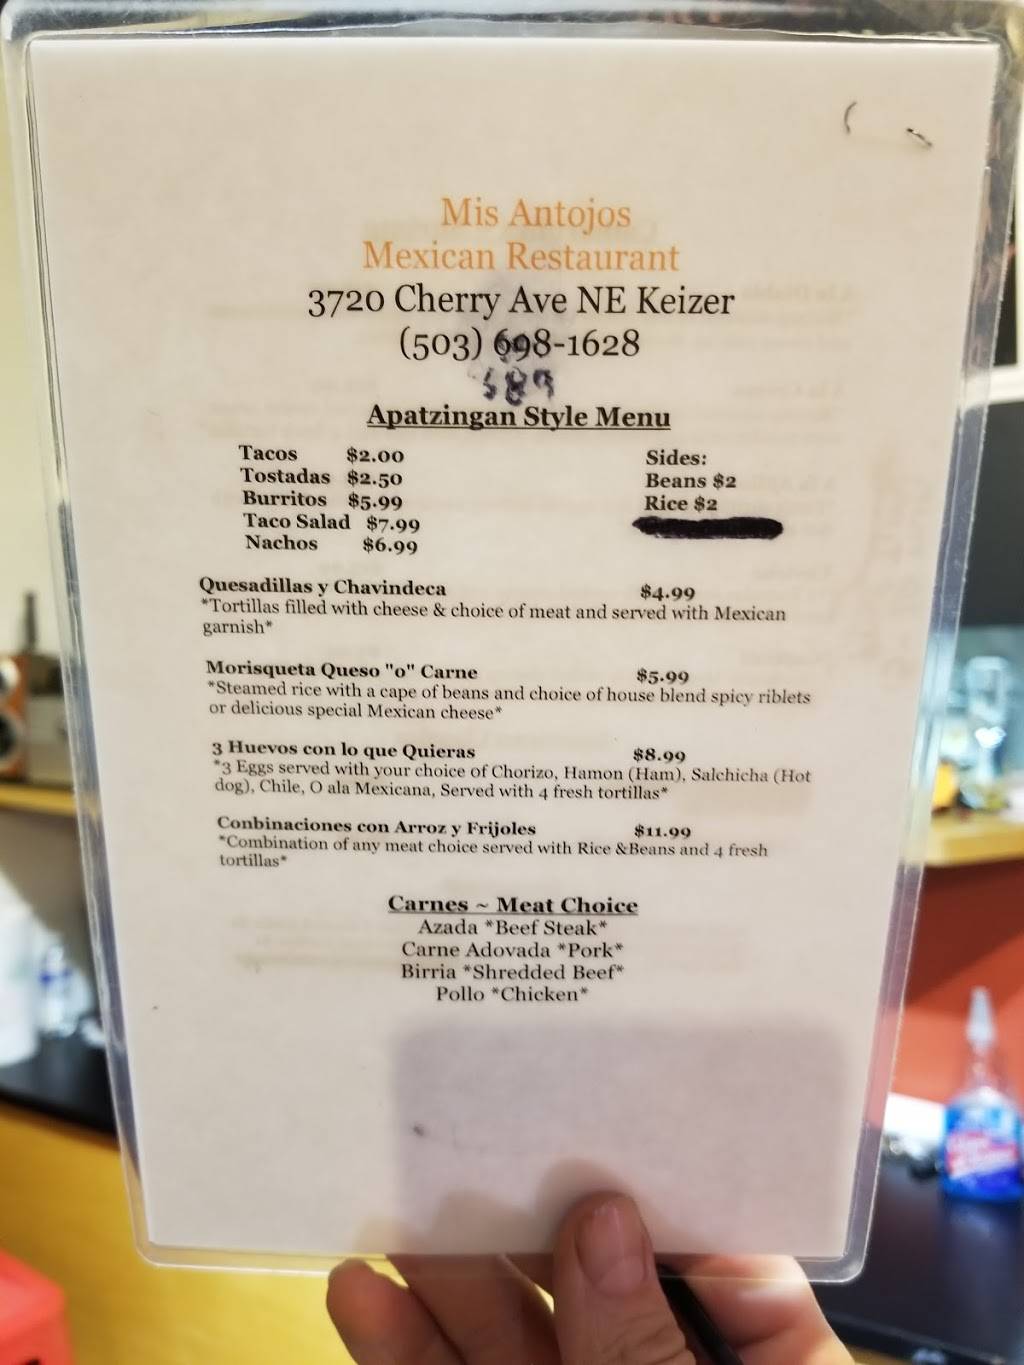 Mis Antojos
Mexican Restaurant
3720 Cherry Ave NE Keizer
(503) 698-1628
589
Apatzingan Style Menu
Tacos $2.00
Tostadas $2.50
Burritos $5.99
Taco Salad $7.99
Nachos $6.99
Sides:
Beans $2
Rice $2
Quesadillas y Chavindeca $4.99
*Tortillas filled with cheese & choice of meat and served with Mexican
garnish*
Morisqueta Queso "o" Carne $5.99
*Steamed rice with a cape of beans and choice of house blend spicy riblets
or delicious special Mexican cheese*
3 Huevos con lo que Quieras $8.99
*3 Eggs served with your choice of Chorizo, Hamon (Ham), Salchicha (Hot
dog), Chile, O ala Mexicana, Served with 4 fresh tortillas*
Conbinaciones con Arroz y Frijoles $11.99
*Combination of any meat choice served with Rice &Beans and 4 fresh
tortillas*
Carnes ~ Meat Choice
Azada *Beef Steak*
Carne Adovada *Pork*
Birria *Shredded Beef*
Pollo *Chicken*